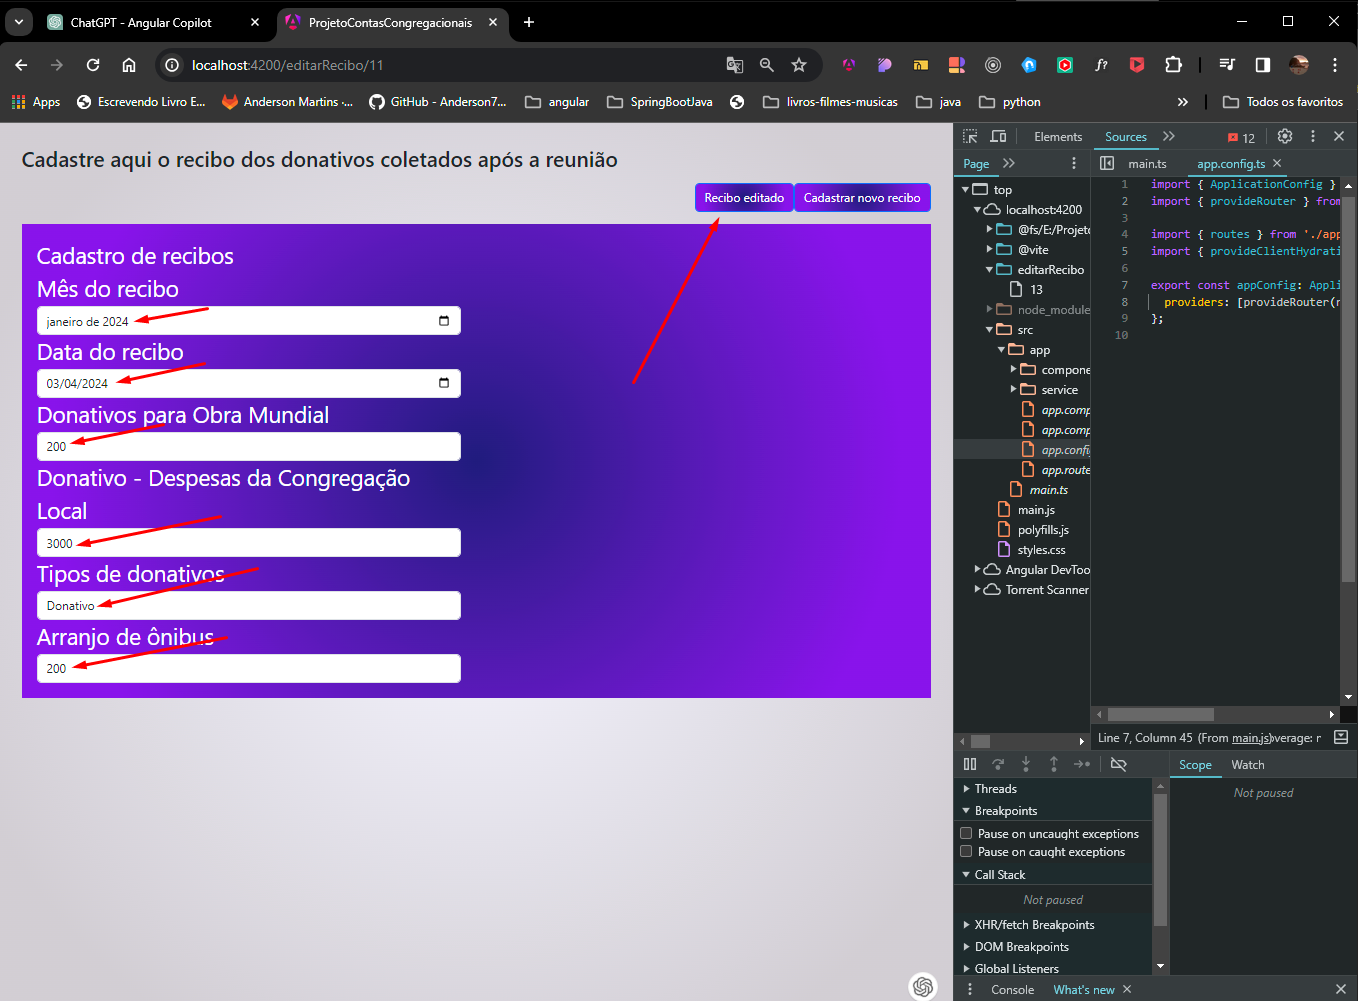 ChatGPT - Angular Copilot
ProjetoContasCongregacionais
localhost:4200/editarRecibo/11
Apps
Escrevendo Livro E...
Anderson Martins -...
GitHub - Anderson7...
angular
SpringBootJava
livros-filmes-musicas
java
python
»
Todos os favoritos
Cadastre aqui o recibo dos donativos coletados após a reunião
Recibo editado
Cadastrar novo recibo
Cadastro de recibos
Mês do recibo
janeiro de 2024
Data do recibo
03/04/2024
Donativos para Obra Mundial
200
Donativo - Despesas da Congregação
Local
3000
Tipos de donativos
Donativo
Arranjo de ônibus
200
Elements
Sources
»
12
Page
»
top
localhost:4200
@fs/E:/Projeto
@vite
editarRecibo
13
node_module
src
app
compone
service
app.comp
app.comp
app.config
app.route
main.ts
main.js
polyfills.js
styles.css
Angular DevToo
Torrent Scanner
main.ts
app.config.ts
1 import { ApplicationConfig }
2 import { provideRouter } from
3
4 import { routes } from './app
5 import { provideClientHydrati
6
7 export const appConfig: Appli
8 providers: [provideRouter(r
9 };
10
Line 7, Column 45 (From main.js)
overage: r
Threads
Breakpoints
Pause on uncaught exceptions
Pause on caught exceptions
Call Stack
Not paused
XHR/fetch Breakpoints
DOM Breakpoints
Global Listeners
Scope
Watch
Not paused
Console
What's new